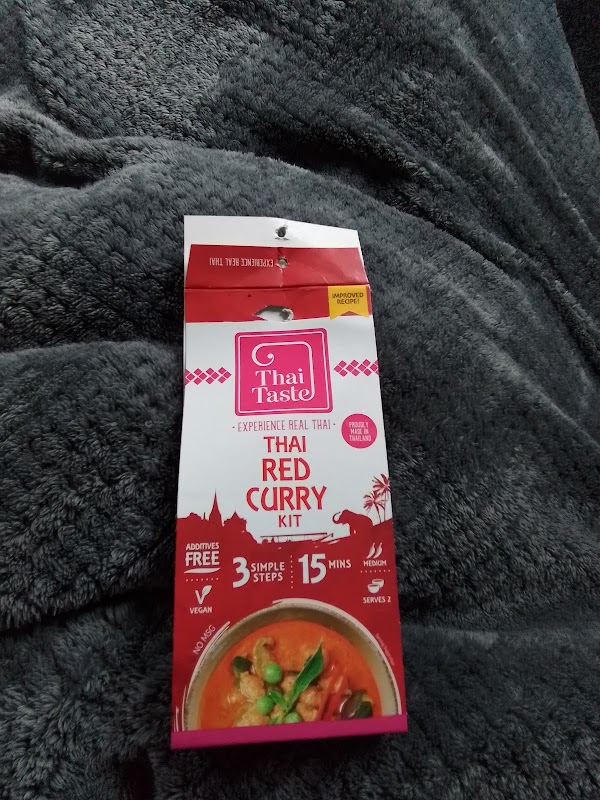 EXPERIENCE REAL THAI
IMPROVED
RECIPE!
Thai
Taste
· EXPERIENCE REAL THAI ·
PROUDLY
MADE IN
THAILAND
THAI
RED
CURRY
KIT
ADDITIVES
FREE
3 SIMPLE
STEPS
15 MINS
MEDIUM
VEGAN
SERVES 2
NO MSG